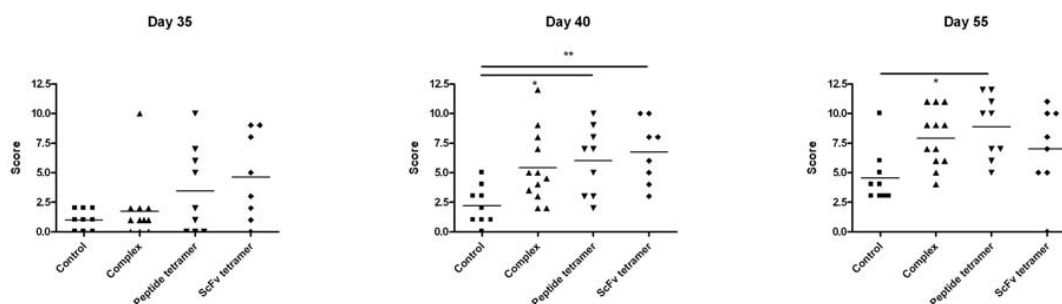 Day 35
Score
12.5
10.0
7.5
5.0
2.5
0.0
Control
Complex
Peptide tetramer
ScFv tetramer
Day 40
**
*
Score
12.5
10.0
7.5
5.0
2.5
0.0
Control
Complex
Peptide tetramer
ScFv tetramer
Day 55
*
Score
12.5
10.0
7.5
5.0
2.5
0.0
Control
Complex
Peptide tetramer
ScFv tetramer